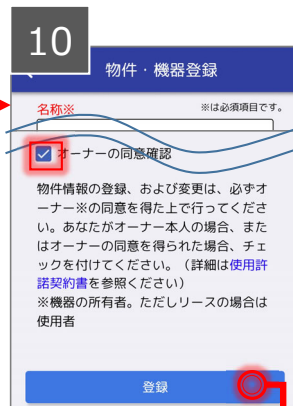 10
物件・機器登録
名称※
※は必須項目です。
オーナーの同意確認
物件情報の登録、および変更は、必ずオ
ーナー※の同意を得た上で行ってくださ
い。あなたがオーナー本人の場合、また
はオーナーの同意を得られた場合、チェ
ックを付けてください。（詳細は使用許
諾契約書を参照ください）
※機器の所有者。ただしリースの場合は
使用者
登録